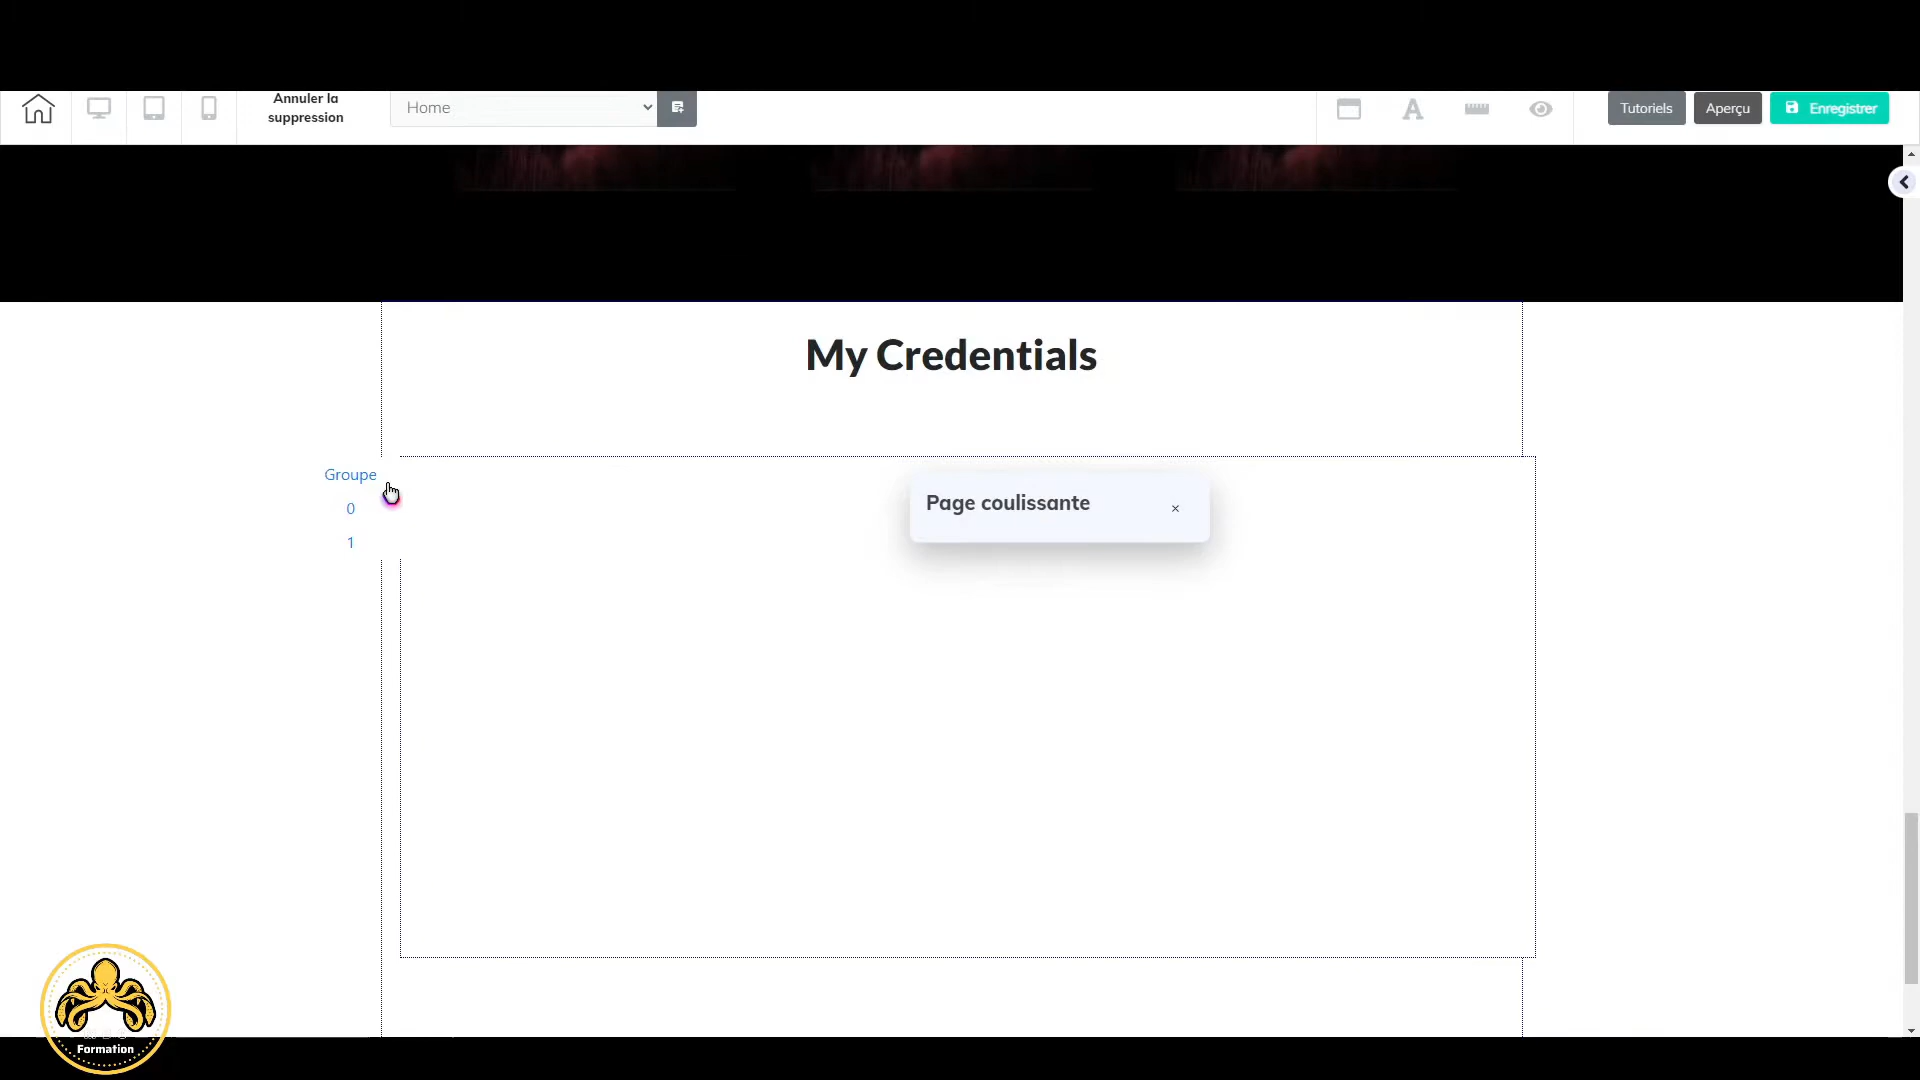 Annuler la
suppression
Home
Tutoriels
Aperçu
Enregistrer
My Credentials
Groupe
0
1
Page coulissante
×
Formation